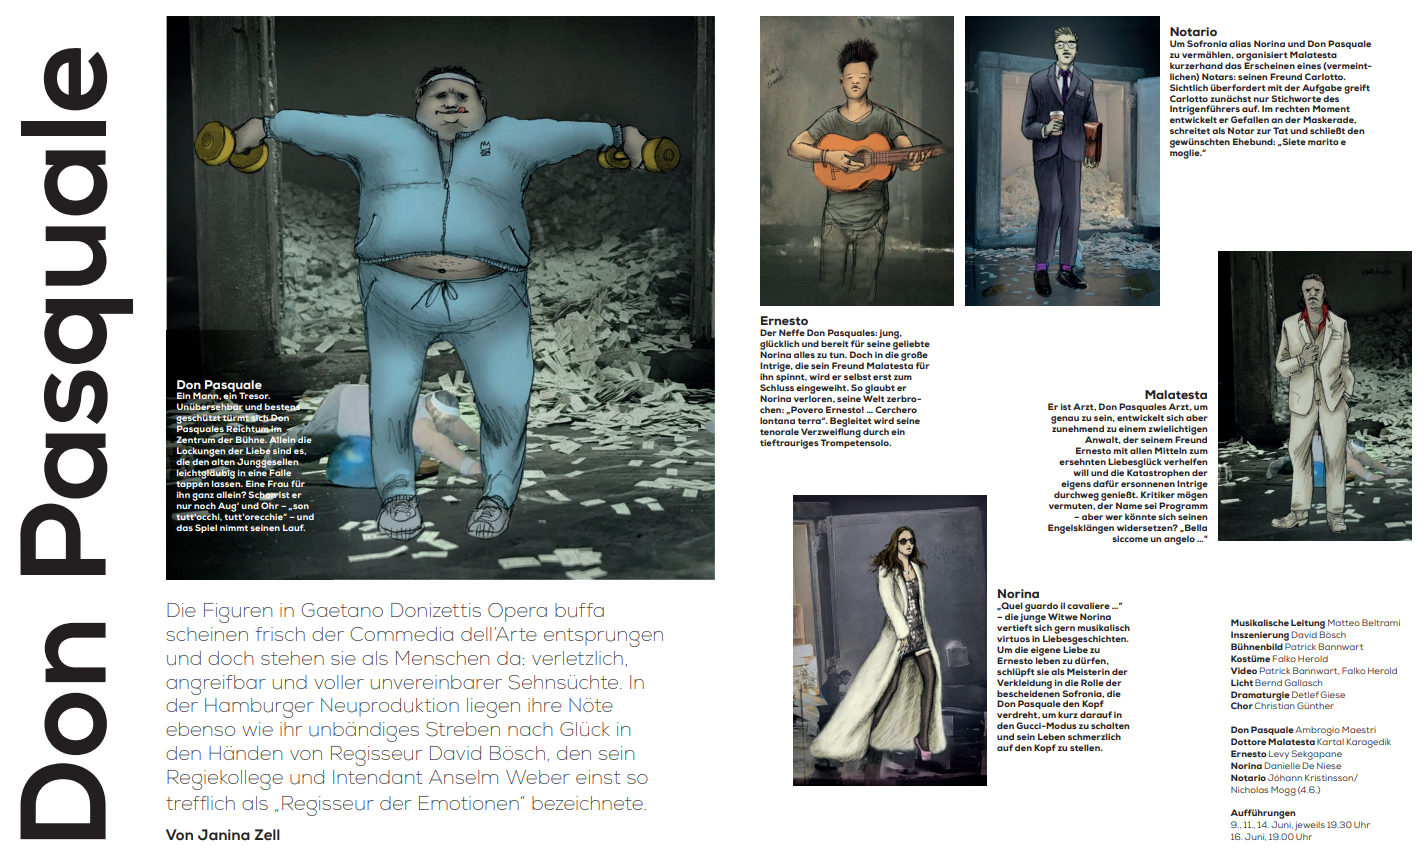 Don Pasquale
Don Pasquale
Ein Mann, ein Tresor.
Unübersehbar und bestens
geschützt türmt sich Don
Pasquales Reichtum im
Zentrum der Bühne. Allein die
Lockungen der Liebe sind es,
die den alten Junggesellen
leichtgläubig in eine Falle
tappen lassen. Eine Frau für
ihn ganz allein? Schon ist er
nur noch Aug' und Ohr – „son
tutt'occhi, tutt'orecchie“ – und
das Spiel nimmt seinen Lauf.
Die Figuren in Gaetano Donizettis Opera buffa
scheinen frisch der Commedia dell'Arte entsprungen
und doch stehen sie als Menschen da: verletzlich,
angreifbar und voller unvereinbarer Sehnsüchte. In
der Hamburger Neuproduktion liegen ihre Nöte
ebenso wie ihr unbändiges Streben nach Glück in
den Händen von Regisseur David Bösch, den sein
Regiekollege und Intendant Anselm Weber einst so
trefflich als „Regisseur der Emotionen“ bezeichnete.
Von Janina Zell
Ernesto
Der Neffe Don Pasquales: jung,
glücklich und bereit für seine geliebte
Norina alles zu tun. Doch in die große
Intrige, die sein Freund Malatesta für
ihn spinnt, wird er selbst erst zum
Schluss eingeweiht. So glaubt er
Norina verloren, seine Welt zerbro-
chen: „Povero Ernesto! ... Cerchero
lontana terra“. Begleitet wird seine
tenorale Verzweiflung durch ein
tieftrauriges Trompetensolo.
Notario
Um Sofronia alias Norina und Don Pasquale
zu vermählen, organisiert Malatesta
kurzerhand das Erscheinen eines (vermeint-
lichen) Notars: seinen Freund Carlotto.
Sichtlich überfordert mit der Aufgabe greift
Carlotto zunächst nur Stichworte des
Intrigenführers auf. Im rechten Moment
entwickelt er Gefallen an der Maskerade,
schreitet als Notar zur Tat und schließt den
gewünschten Ehebund: „Siete marito e
moglie.“
Malatesta
Er ist Arzt, Don Pasquales Arzt, um
genau zu sein, entwickelt sich aber
zunehmend zu einem zwielichtigen
Anwalt, der seinem Freund
Ernesto mit allen Mitteln zum
ersehnten Liebesglück verhelfen
will und die Katastrophen der
eigens dafür ersonnenen Intrige
durchweg genießt. Kritiker mögen
vermuten, der Name sei Programm
– aber wer könnte sich seinen
Engelsklängen widersetzen? „Bella
siccome un angelo ...“
Norina
„Quel guardo il cavaliere ...“
– die junge Witwe Norina
vertieft sich gern musikalisch
virtuos in Liebesgeschichten.
Um die eigene Liebe zu
Ernesto leben zu dürfen,
schlüpft sie als Meisterin der
Verkleidung in die Rolle der
bescheidenen Sofronia, die
Don Pasquale den Kopf
verdreht, um kurz darauf in
den Gucci-Modus zu schalten
und sein Leben schmerzlich
auf den Kopf zu stellen.
Musikalische Leitung Matteo Beltrami
Inszenierung David Bösch
Bühnenbild Patrick Bannwart
Kostüme Falko Herold
Video Patrick Bannwart, Falko Herold
Licht Bernd Gallasch
Dramaturgie Detlef Giese
Chor Christian Günther
Don Pasquale Ambrogio Maestri
Dottore Malatesta Kartal Karagedik
Ernesto Levy Sekgapane
Norina Danielle De Niese
Notario Jóhann Kristinsson/
Nicholas Mogg (4.6.)
Aufführungen
9., 11., 14. Juni, jeweils 19.30 Uhr
16. Juni, 19.00 Uhr